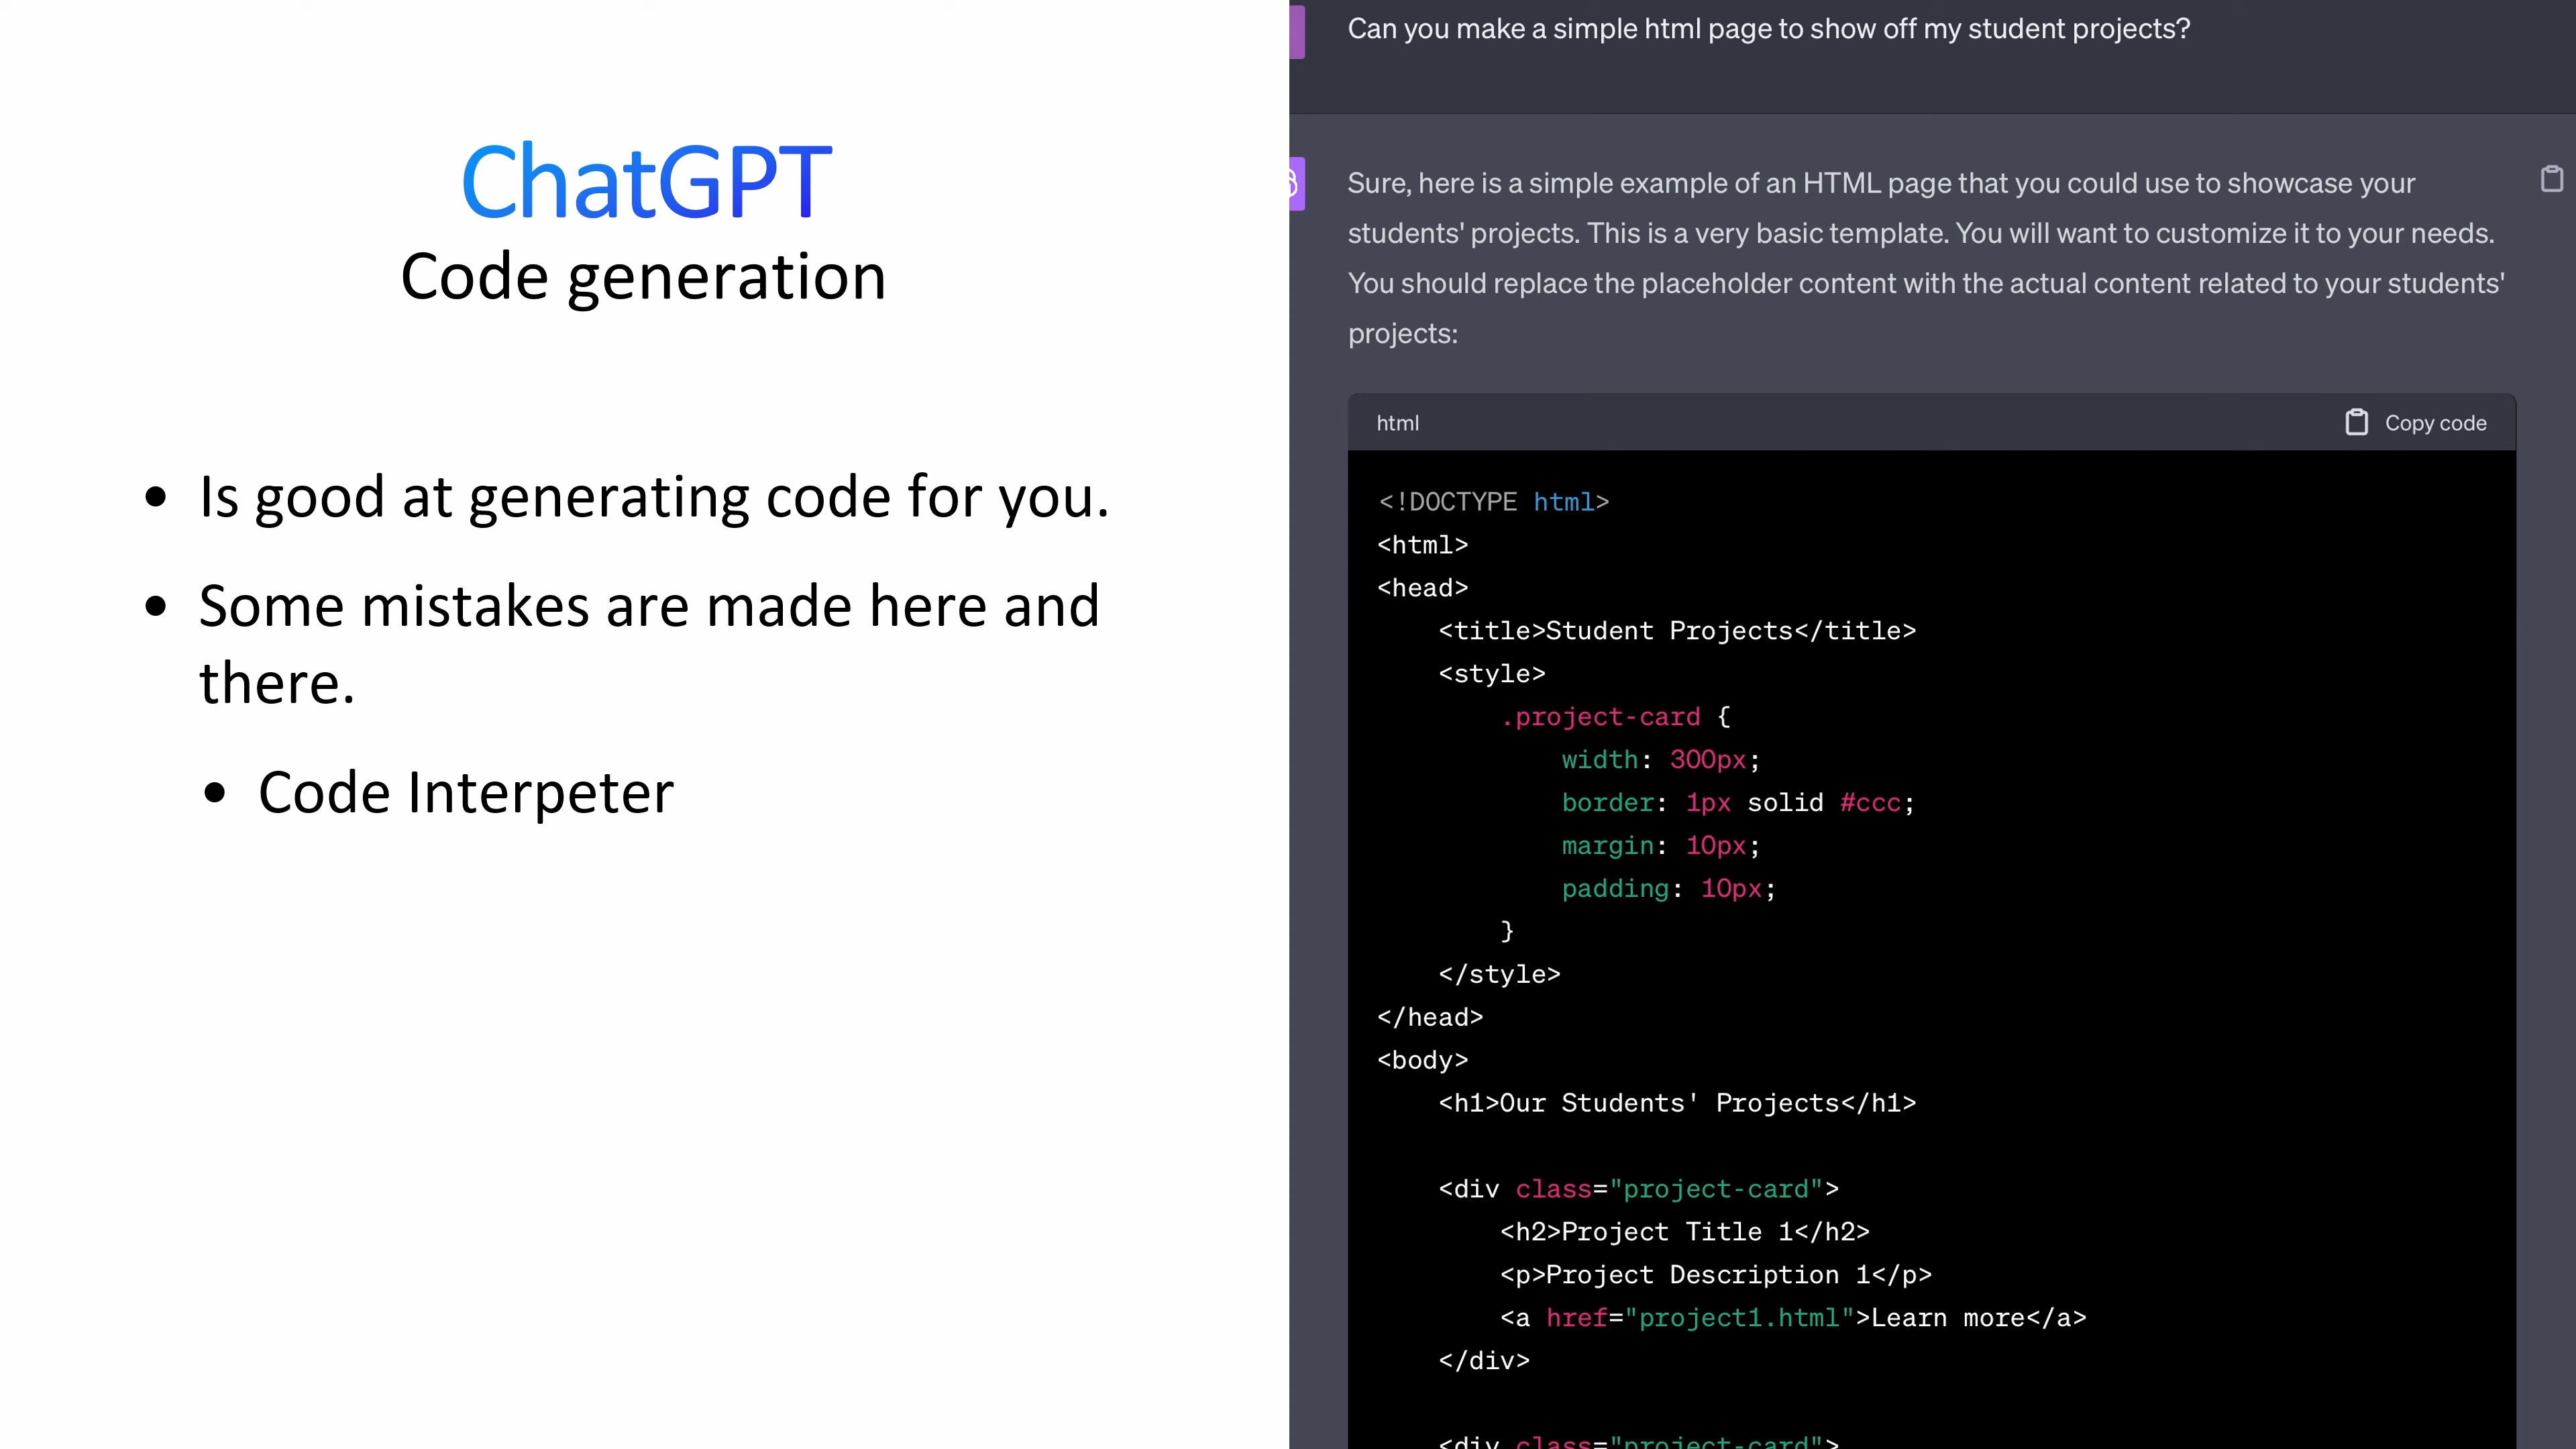 ChatGPT
Code generation
• Is good at generating code for you.
• Some mistakes are made here and
there.
• Code Interpeter
Can you make a simple html page to show off my student projects?
Sure, here is a simple example of an HTML page that you could use to showcase your
students' projects. This is a very basic template. You will want to customize it to your needs.
You should replace the placeholder content with the actual content related to your students'
projects:
html
Copy code
<!DOCTYPE html>
<html>
<head>
    <title>Student Projects</title>
    <style>
        .project-card {
            width: 300px;
            border: 1px solid #ccc;
            margin: 10px;
            padding: 10px;
        }
    </style>
</head>
<body>
    <h1>Our Students' Projects</h1>
    <div class="project-card">
        <h2>Project Title 1</h2>
        <p>Project Description 1</p>
        <a href="project1.html">Learn more</a>
    </div>
    <div class="project-card">